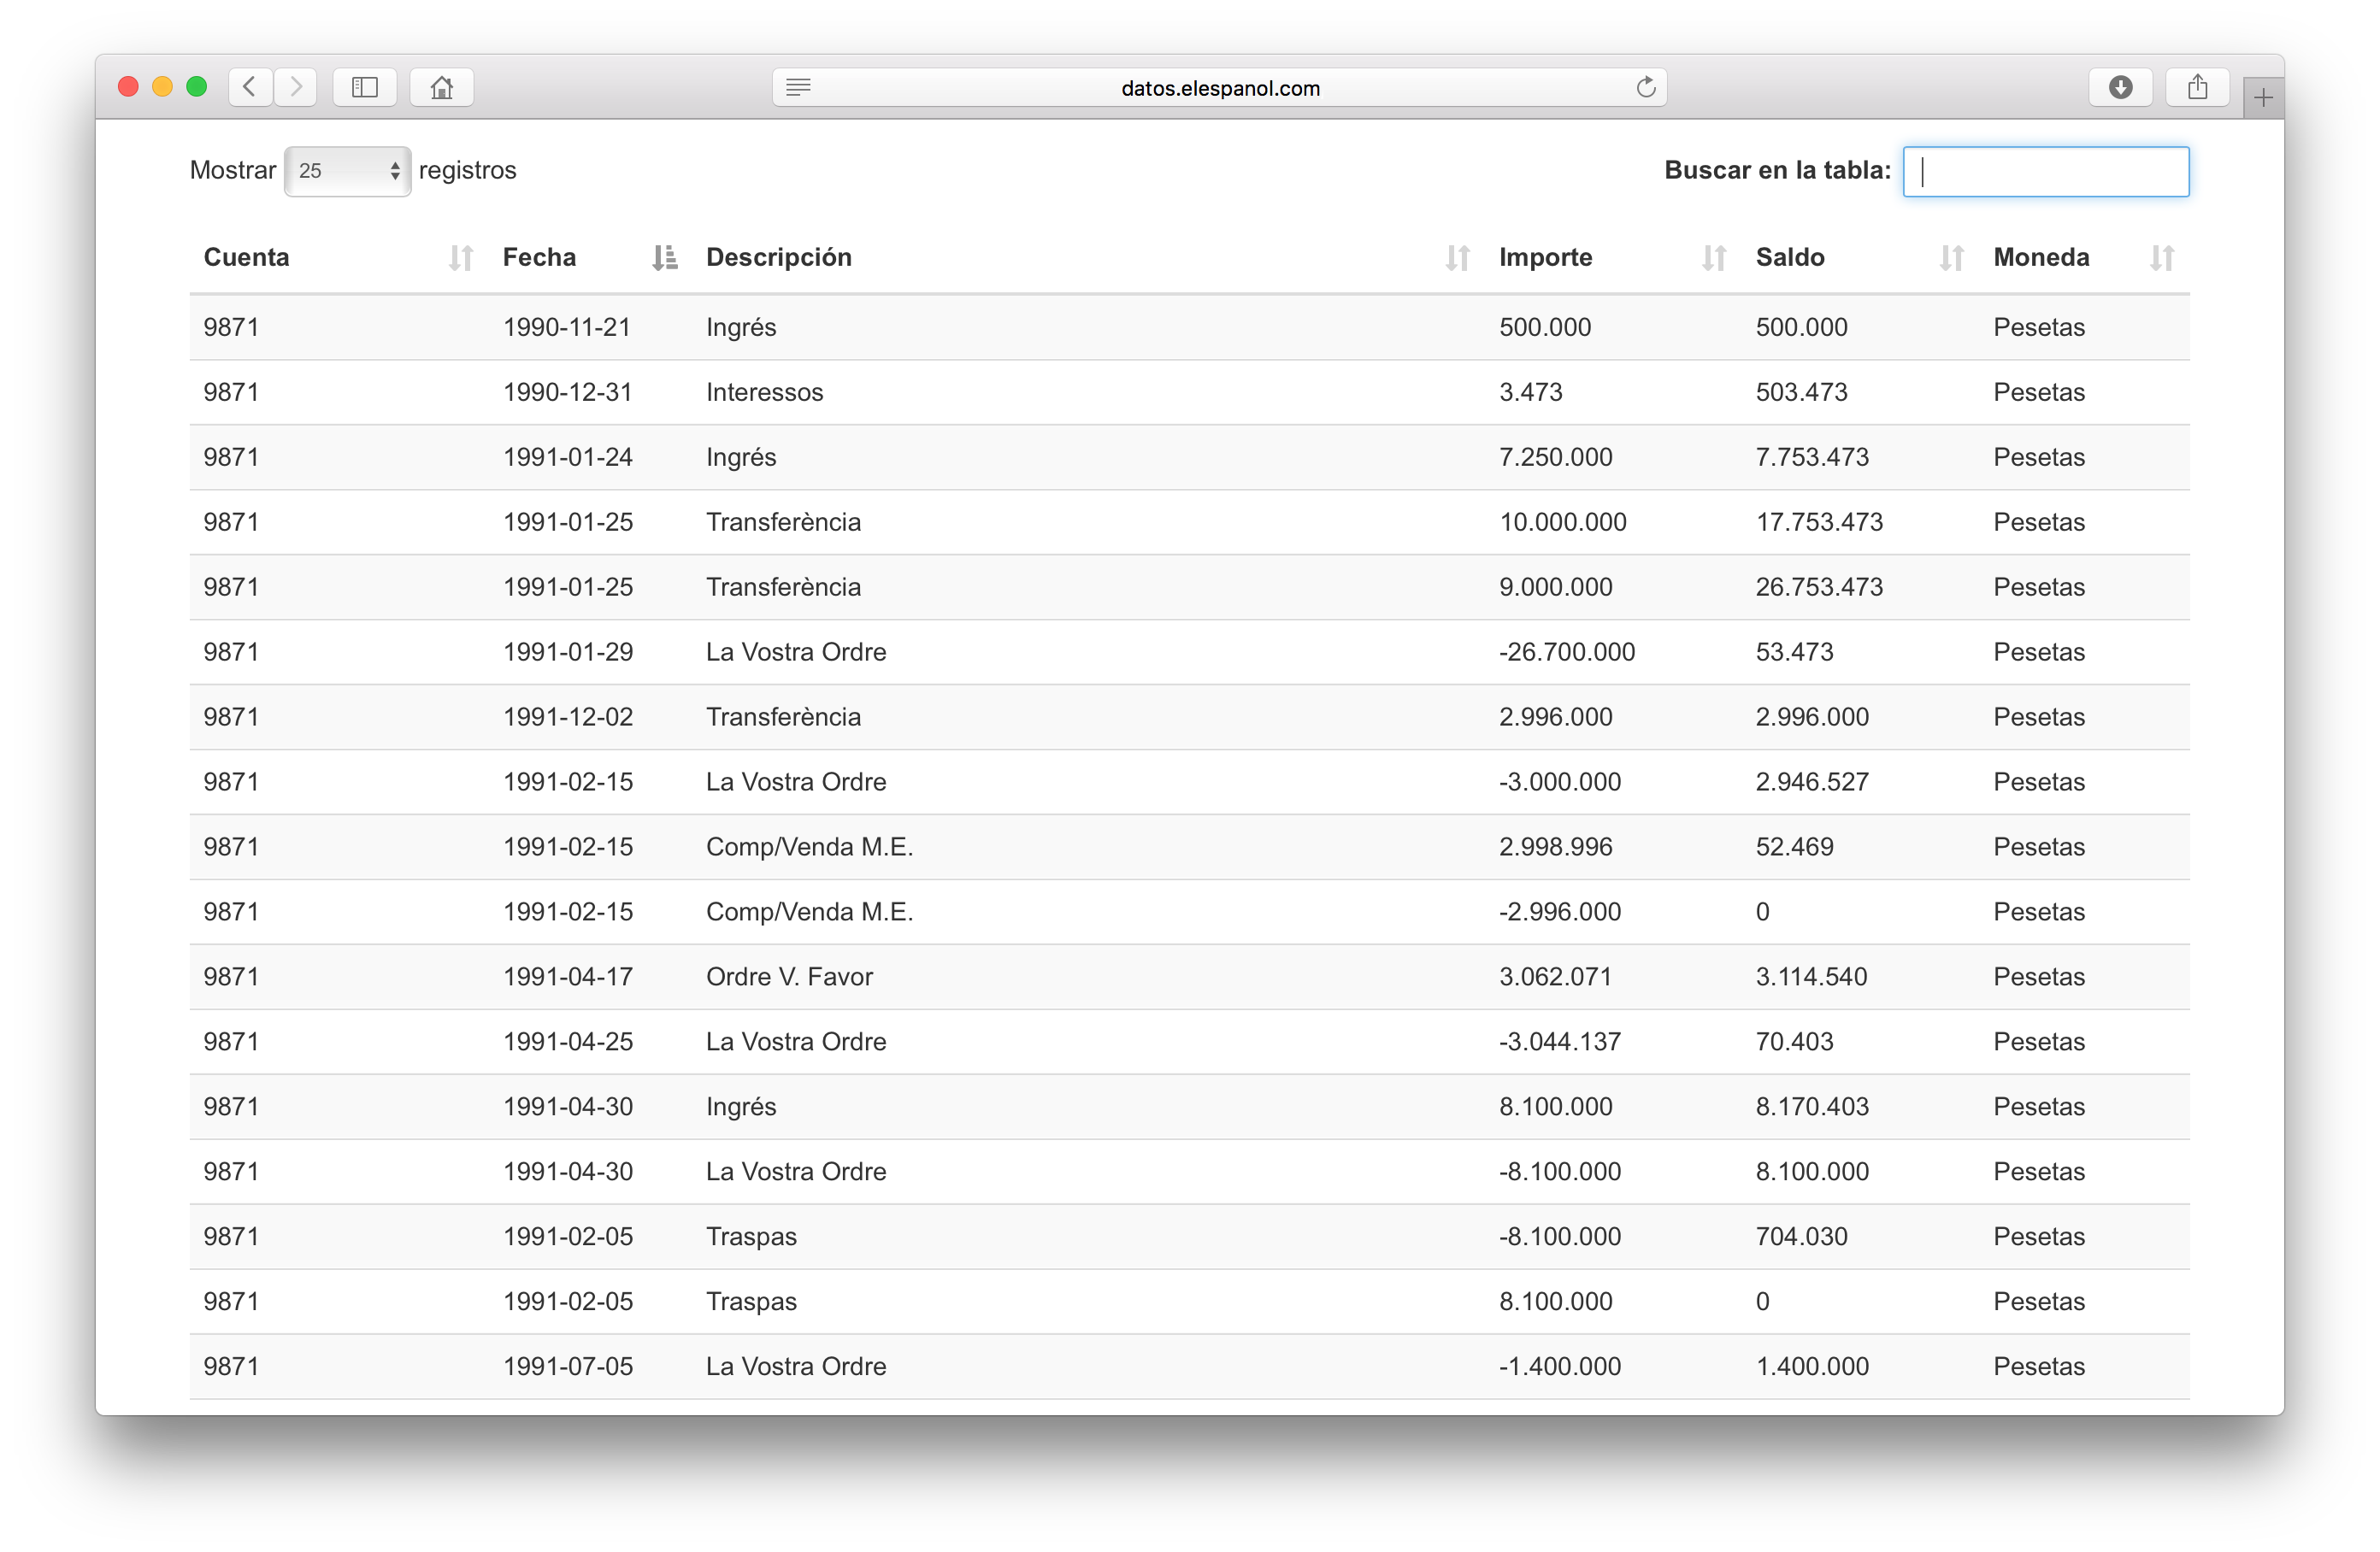 datos.elespanol.com
Mostrar 25 registros Buscar en la tabla:
Cuenta Fecha Descripción Importe Saldo Moneda
9871 1990-11-21 Ingrés 500.000 500.000 Pesetas
9871 1990-12-31 Interessos 3.473 503.473 Pesetas
9871 1991-01-24 Ingrés 7.250.000 7.753.473 Pesetas
9871 1991-01-25 Transferència 10.000.000 17.753.473 Pesetas
9871 1991-01-25 Transferència 9.000.000 26.753.473 Pesetas
9871 1991-01-29 La Vostra Ordre -26.700.000 53.473 Pesetas
9871 1991-12-02 Transferència 2.996.000 2.996.000 Pesetas
9871 1991-02-15 La Vostra Ordre -3.000.000 2.946.527 Pesetas
9871 1991-02-15 Comp/Venda M.E. 2.998.996 52.469 Pesetas
9871 1991-02-15 Comp/Venda M.E. -2.996.000 0 Pesetas
9871 1991-04-17 Ordre V. Favor 3.062.071 3.114.540 Pesetas
9871 1991-04-25 La Vostra Ordre -3.044.137 70.403 Pesetas
9871 1991-04-30 Ingrés 8.100.000 8.170.403 Pesetas
9871 1991-04-30 La Vostra Ordre -8.100.000 8.100.000 Pesetas
9871 1991-02-05 Traspas -8.100.000 704.030 Pesetas
9871 1991-02-05 Traspas 8.100.000 0 Pesetas
9871 1991-07-05 La Vostra Ordre -1.400.000 1.400.000 Pesetas